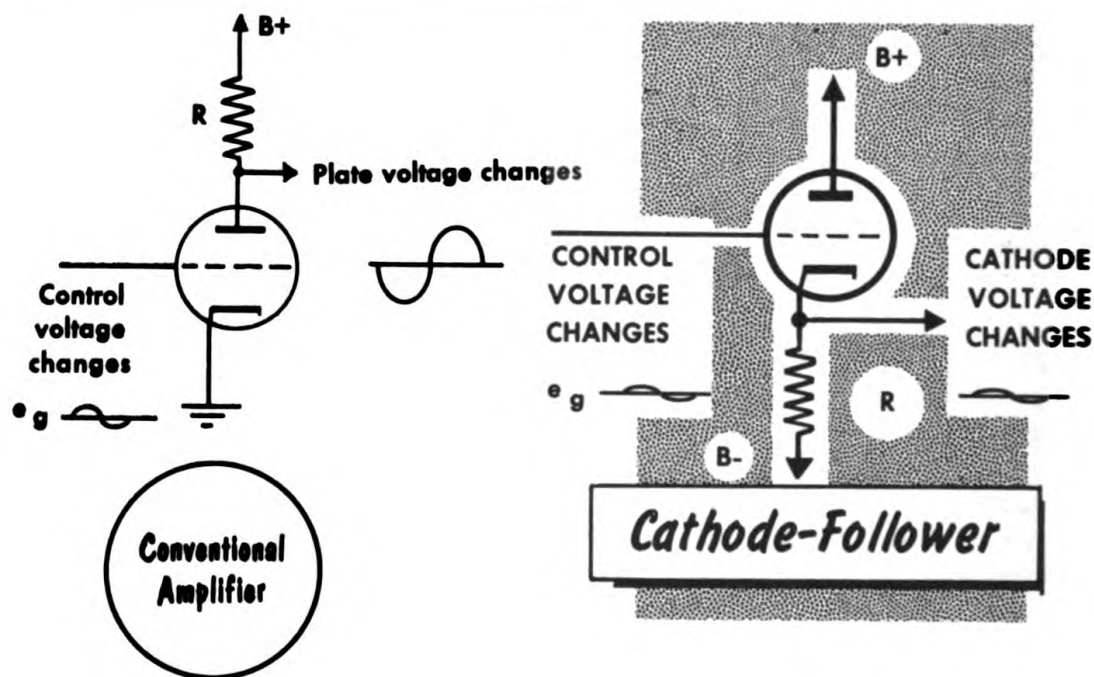 B+
R
Plate voltage changes
Control
voltage
changes
e g
Conventional
Amplifier
B+
CONTROL
VOLTAGE
CHANGES
CATHODE
VOLTAGE
CHANGES
e g
R
B-
Cathode-Follower